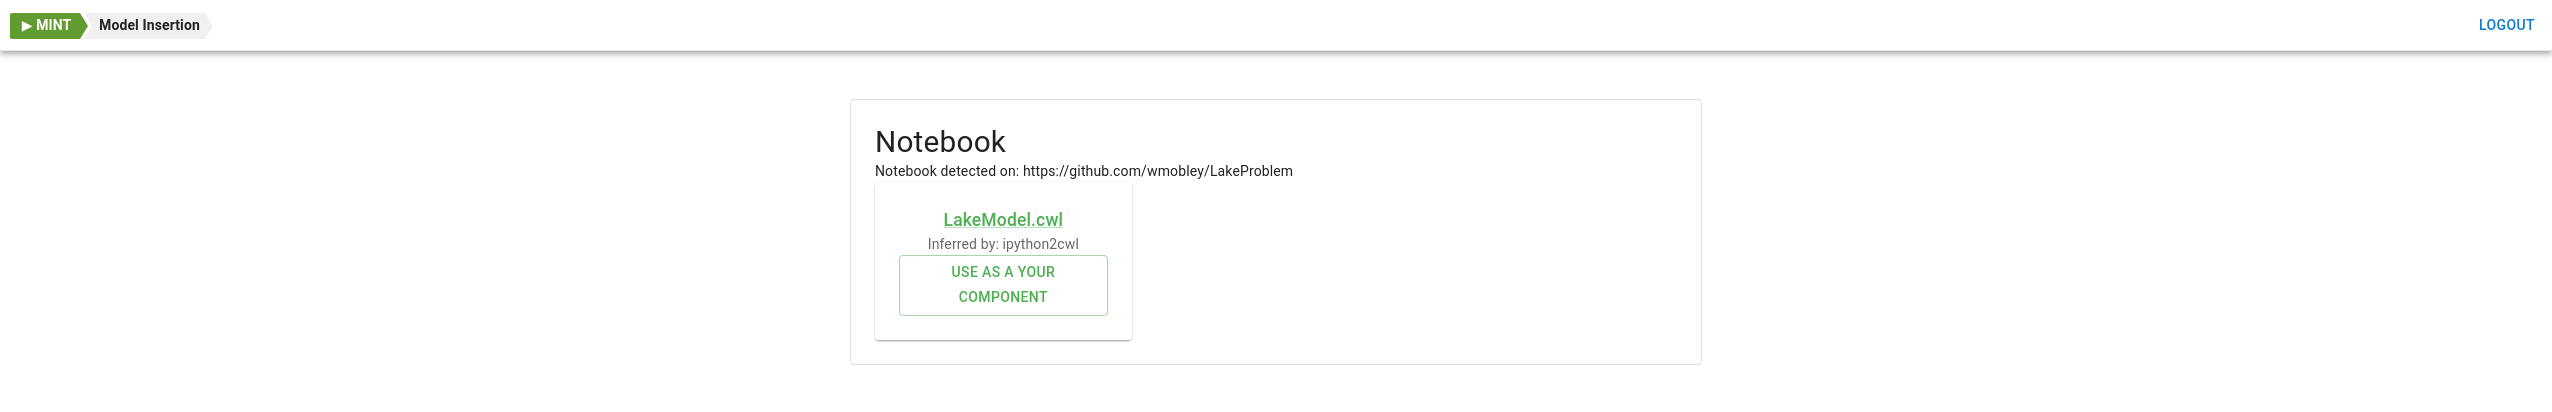 ▶ MINT Model Insertion LOGOUT
Notebook
Notebook detected on: https://github.com/wmobley/LakeProblem
LakeModel.cwl
Inferred by: ipython2cwl
USE AS A YOUR
COMPONENT